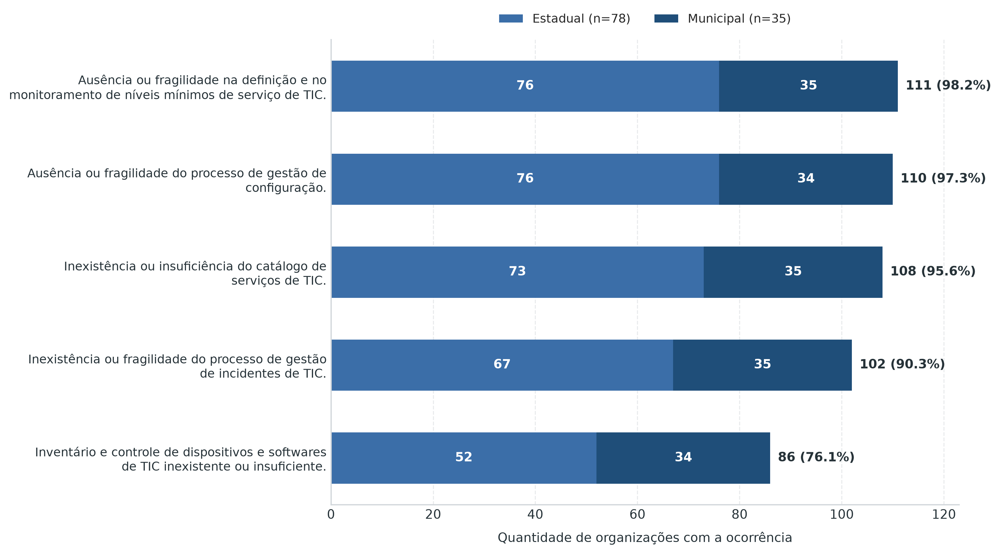 Estadual (n=78) Municipal (n=35)
Ausência ou fragilidade na definição e no
monitoramento de níveis mínimos de serviço de TIC.
76 35 111 (98.2%)
Ausência ou fragilidade do processo de gestão de
configuração.
76 34 110 (97.3%)
Inexistência ou insuficiência do catálogo de
serviços de TIC.
73 35 108 (95.6%)
Inexistência ou fragilidade do processo de gestão
de incidentes de TIC.
67 35 102 (90.3%)
Inventário e controle de dispositivos e softwares
de TIC inexistente ou insuficiente.
52 34 86 (76.1%)
0 20 40 60 80 100 120
Quantidade de organizações com a ocorrência